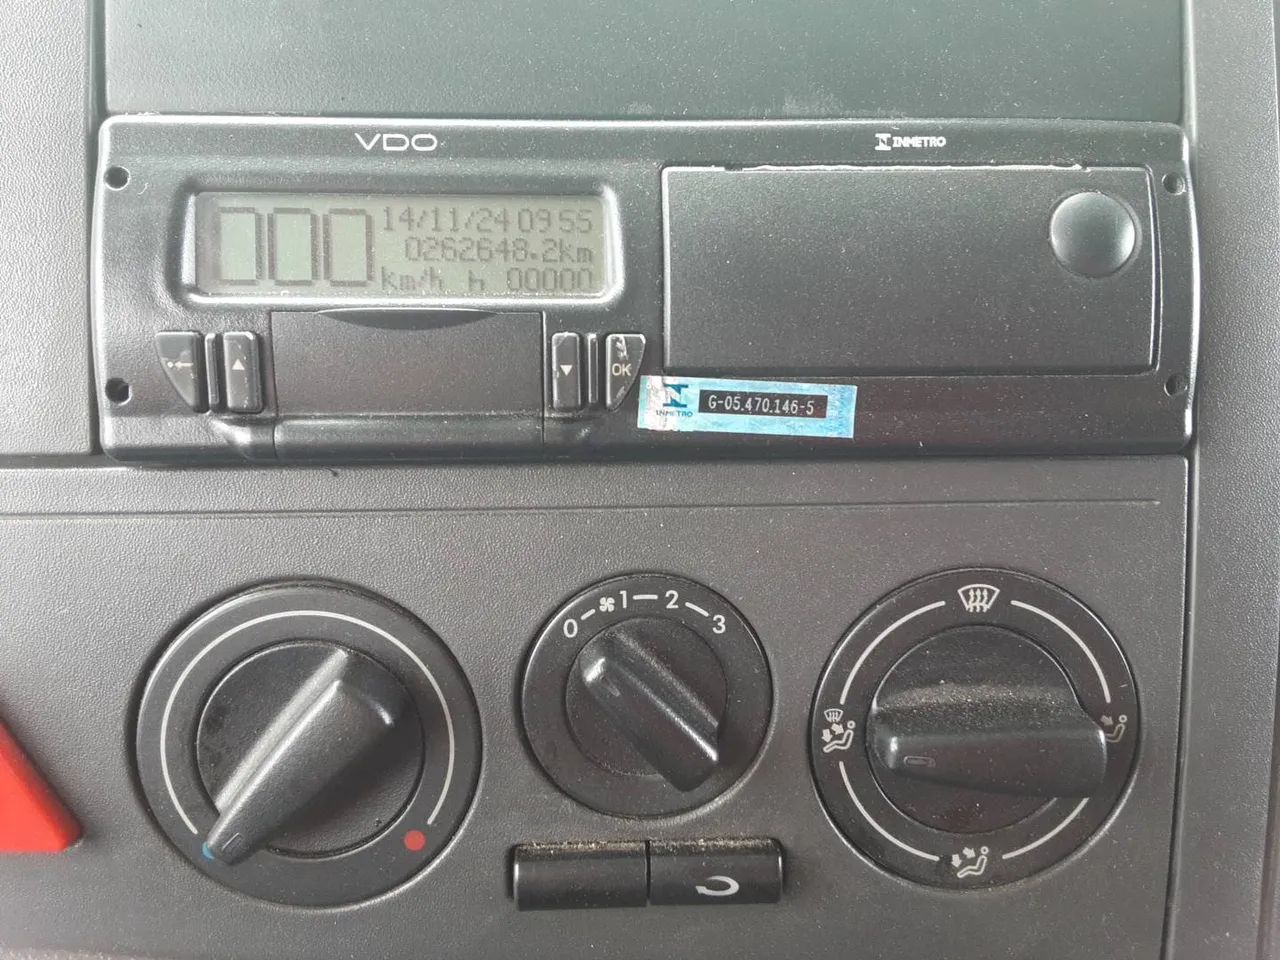 VDO
INMETRO
000
14/11/24 09 55
0262648.2km
km/h h 00000
OK
INMETRO
G-05.470.146-5
0 1 2 3